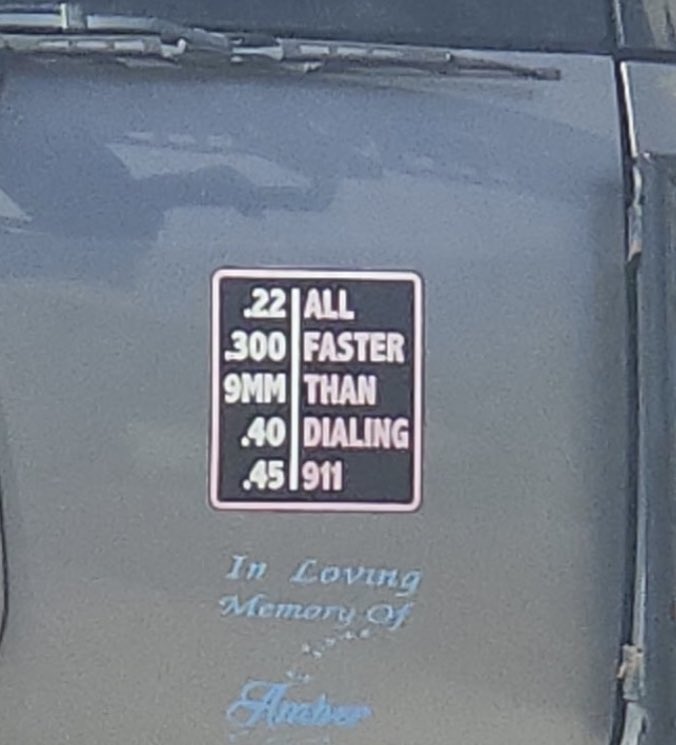 .22 ALL
.300 FASTER
9MM THAN
.40 DIALING
.45 911
In Loving
Memory Of
Amber